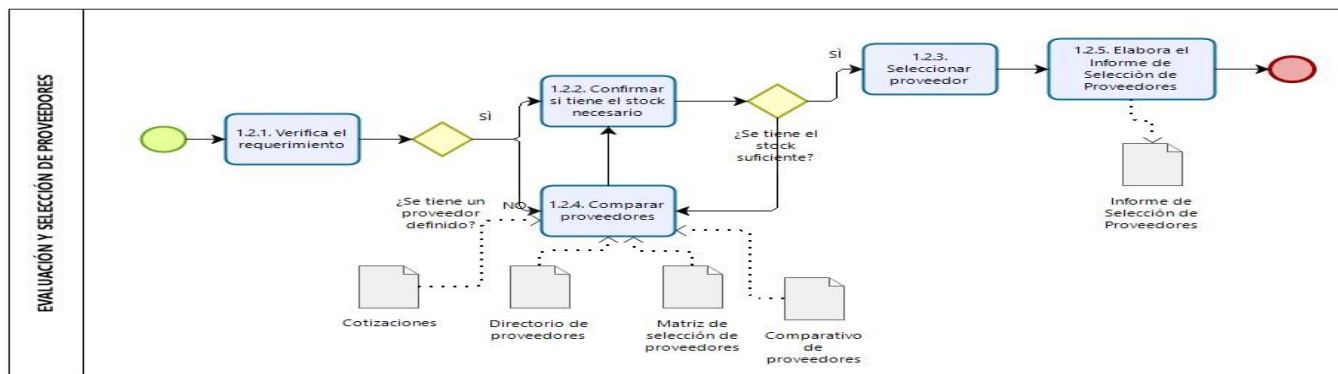 EVALUACIÓN Y SELECCIÓN DE PROVEEDORES
1.2.1. Verifica el
requerimiento
SÌ
¿Se tiene un
proveedor
definido?
NO
1.2.2. Confirmar
si tiene el stock
necesario
1.2.4. Comparar
proveedores
¿Se tiene el
stock
suficiente?
SÌ
1.2.3.
Seleccionar
proveedor
1.2.5. Elabora el
Informe de
Selecciòn de
Proveedores
Informe de
Selección de
Proveedores
Cotizaciones
Directorio de
proveedores
Matriz de
selección de
proveedores
Comparativo
de
proveedores